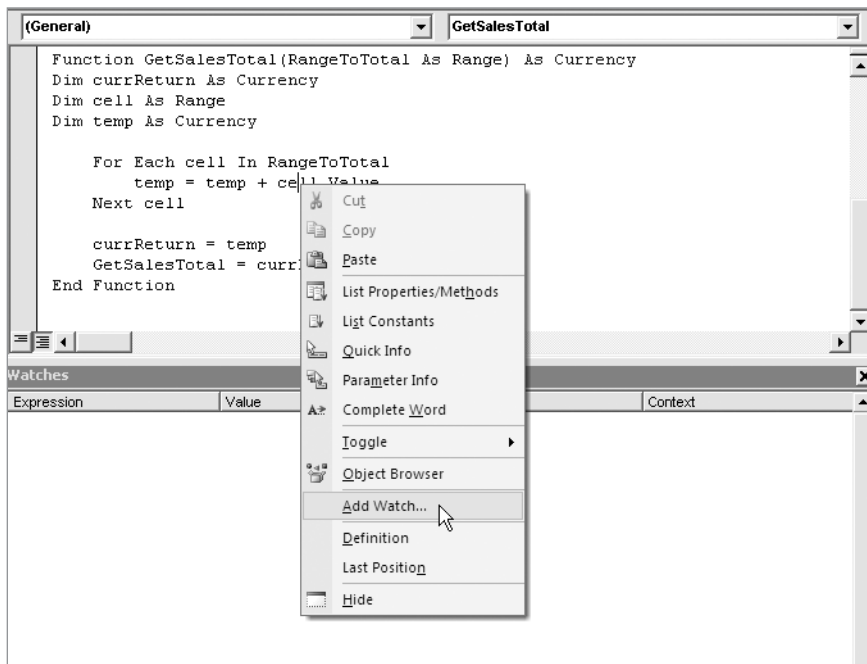 (General) GetSalesTotal
Function GetSalesTotal(RangeToTotal As Range) As Currency
Dim currReturn As Currency
Dim cell As Range
Dim temp As Currency
For Each cell In RangeToTotal
temp = temp + cell.Value
Next cell
currReturn = temp
GetSalesTotal =
End Function
Cut
Copy
Paste
List Properties/Methods
List Constants
Quick Info
Parameter Info
Complete Word
Toggle
Object Browser
Add Watch...
Definition
Last Position
Hide
Watches
Expression Value Context